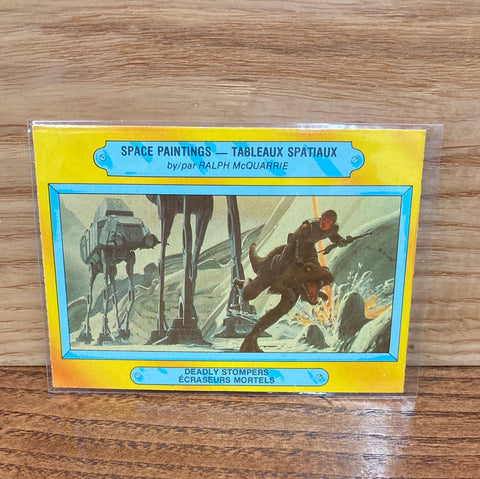 SPACE PAINTINGS — TABLEAUX SPATIAUX
by/par RALPH McQUARRIE
DEADLY STOMPERS
ÉCRASEURS MORTELS